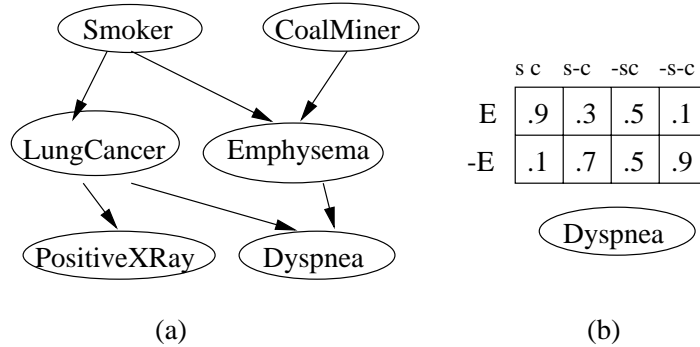 Smoker
CoalMiner
LungCancer
Emphysema
PositiveXRay
Dyspnea
(a)
s c s-c -sc -s-c
E .9 .3 .5 .1
-E .1 .7 .5 .9
Dyspnea
(b)